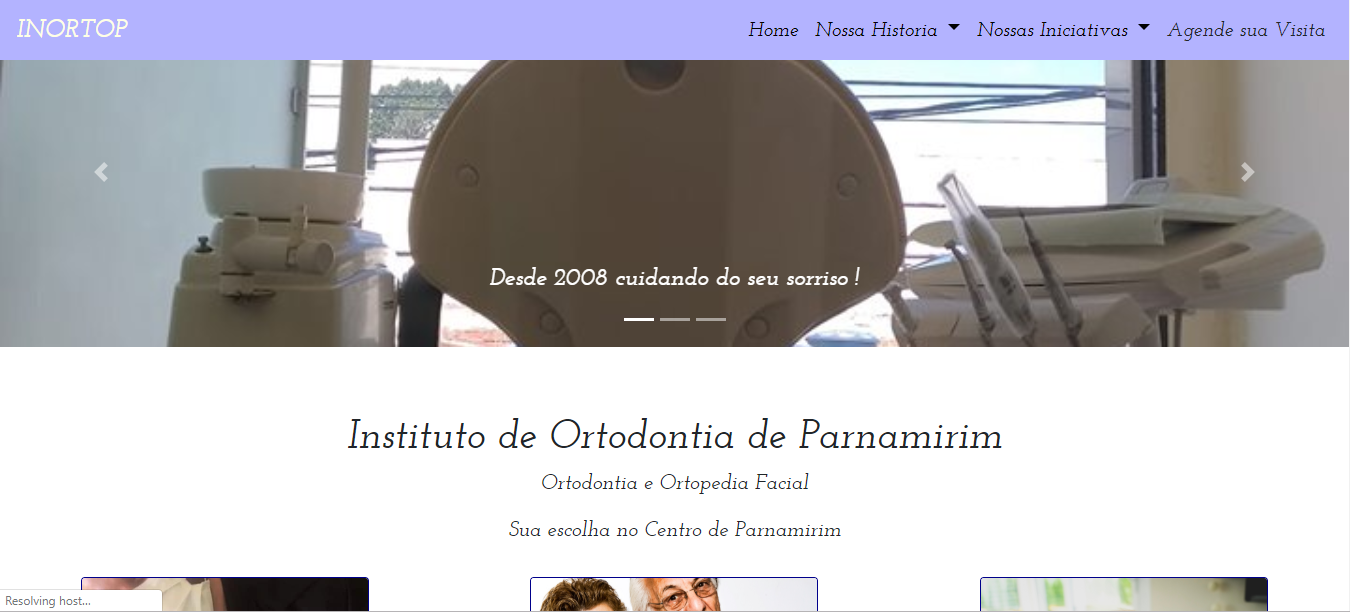 INORTOP
Home Nossa Historia Nossas Iniciativas Agende sua Visita
Desde 2008 cuidando do seu sorriso !
Instituto de Ortodontia de Parnamirim
Ortodontia e Ortopedia Facial
Sua escolha no Centro de Parnamirim
Resolving host...